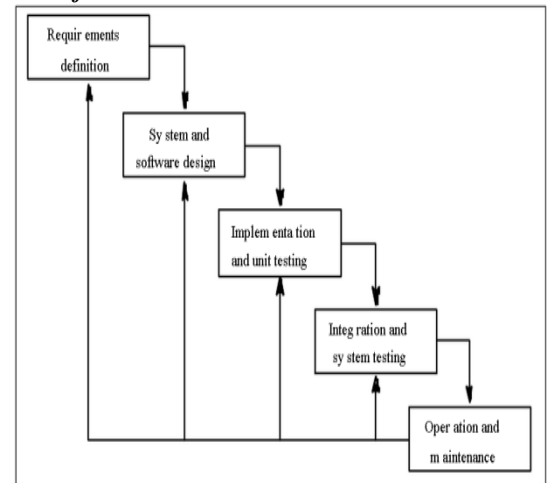 Requir ements
definition
Sy stem and
software design
Implem enta tion
and unit testing
Integ ration and
sy stem testing
Oper ation and
m aintenance